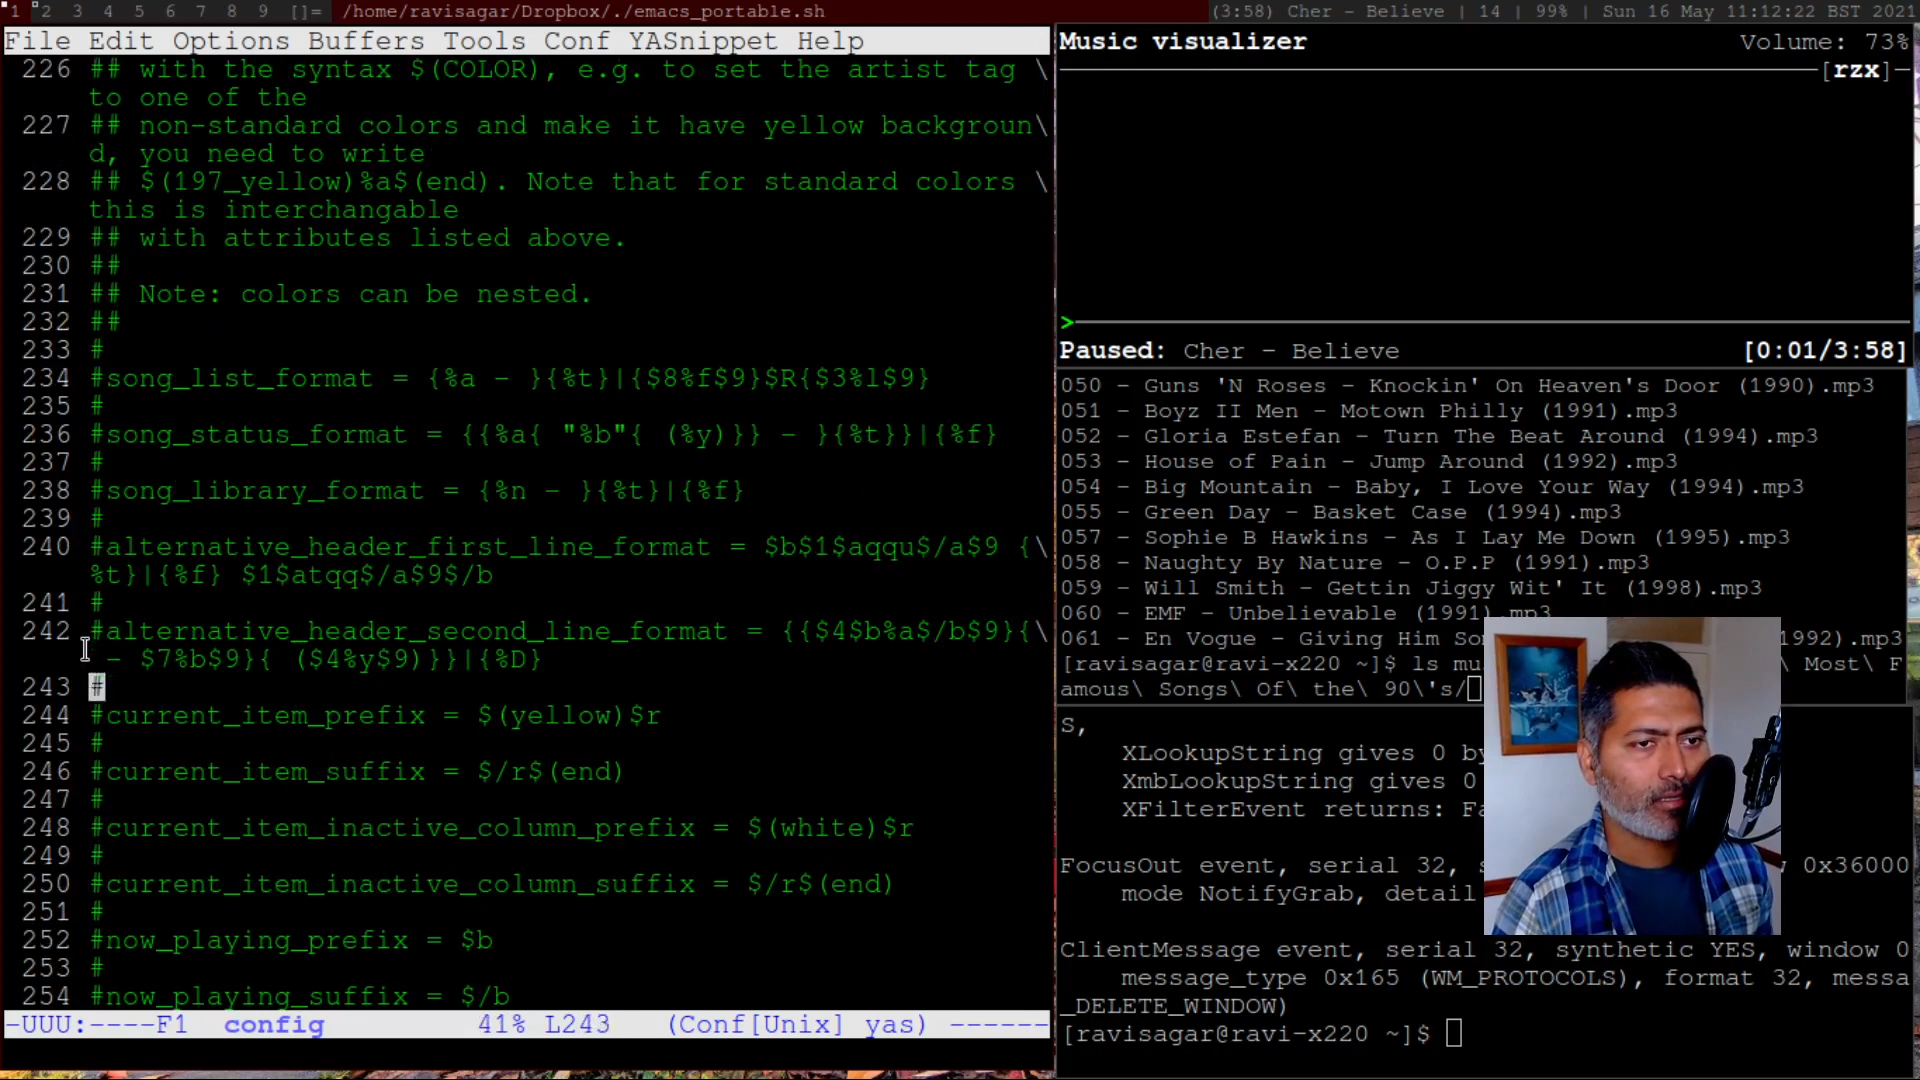 1 2 3 4 5 6 7 8 9 []= /home/ravisagar/Dropbox/./emacs_portable.sh
(3:58) Cher - Believe | 14 | 99% | Sun 16 May 11:12:22 BST 2021
File Edit Options Buffers Tools Conf YASnippet Help
226 ## with the syntax $(COLOR), e.g. to set the artist tag \
to one of the
227 ## non-standard colors and make it have yellow backgroun\
d, you need to write
228 ## $(197_yellow)%a$(end). Note that for standard colors \
this is interchangable
229 ## with attributes listed above.
230 ##
231 ## Note: colors can be nested.
232 ##
233 #
234 #song_list_format = {%a - }{%t}|{$8%f$9}$R{$3%l$9}
235 #
236 #song_status_format = {{%a{ "%b"{ (%y)}} - }{%t}}|{%f}
237 #
238 #song_library_format = {%n - }{%t}|{%f}
239 #
240 #alternative_header_first_line_format = $b$1$aqqu$/a$9 {\
%t}|{%f} $1$atqq$/a$9$/b
241 #
242 #alternative_header_second_line_format = {{$4$b%a$/b$9}{\
 - $7%b$9}{ ($4%y$9)}}|{%D}
243 #
244 #current_item_prefix = $(yellow)$r
245 #
246 #current_item_suffix = $/r$(end)
247 #
248 #current_item_inactive_column_prefix = $(white)$r
249 #
250 #current_item_inactive_column_suffix = $/r$(end)
251 #
252 #now_playing_prefix = $b
253 #
254 #now_playing_suffix = $/b
-UUU:----F1 config 41% L243 (Conf[Unix] yas) ------
Music visualizer Volume: 73%
[rzx]
>
Paused: Cher - Believe [0:01/3:58]
050 - Guns 'N Roses - Knockin' On Heaven's Door (1990).mp3
051 - Boyz II Men - Motown Philly (1991).mp3
052 - Gloria Estefan - Turn The Beat Around (1994).mp3
053 - House of Pain - Jump Around (1992).mp3
054 - Big Mountain - Baby, I Love Your Way (1994).mp3
055 - Green Day - Basket Case (1994).mp3
057 - Sophie B Hawkins - As I Lay Me Down (1995).mp3
058 - Naughty By Nature - O.P.P (1991).mp3
059 - Will Smith - Gettin Jiggy Wit' It (1998).mp3
060 - EMF - Unbelievable (1991).mp3
061 - En Vogue - Giving Him 1992).mp3
[ravisagar@ravi-x220 ~]$ ls \ Most\ F
amous\ Songs\ Of\ the\ 90\'s/
S,
XLookupString gives 0
XmbLookupString gives 0
XFilterEvent returns:
FocusOut event, serial 32, 0x36000
mode NotifyGrab, detail
ClientMessage event, serial 32, synthetic YES, window 0
message_type 0x165 (WM_PROTOCOLS), format 32, messa
_DELETE_WINDOW)
[ravisagar@ravi-x220 ~]$